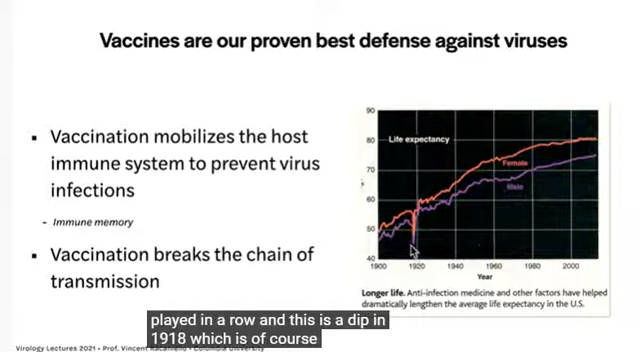 Vaccines are our proven best defense against viruses
▪ Vaccination mobilizes the host
immune system to prevent virus
infections
- Immune memory
▪ Vaccination breaks the chain of
transmission
90
80
70
60
50
40
Life expectancy
Female
Male
1900 1920 1940 1960 1980 2000
Year
Longer life. Anti-infection medicine and other factors have helped
dramatically lengthen the average life expectancy in the U.S.
played in a row and this is a dip in
1918 which is of course
Virology Lectures 2021 • Prof. Vincent Racaniello • Columbia University